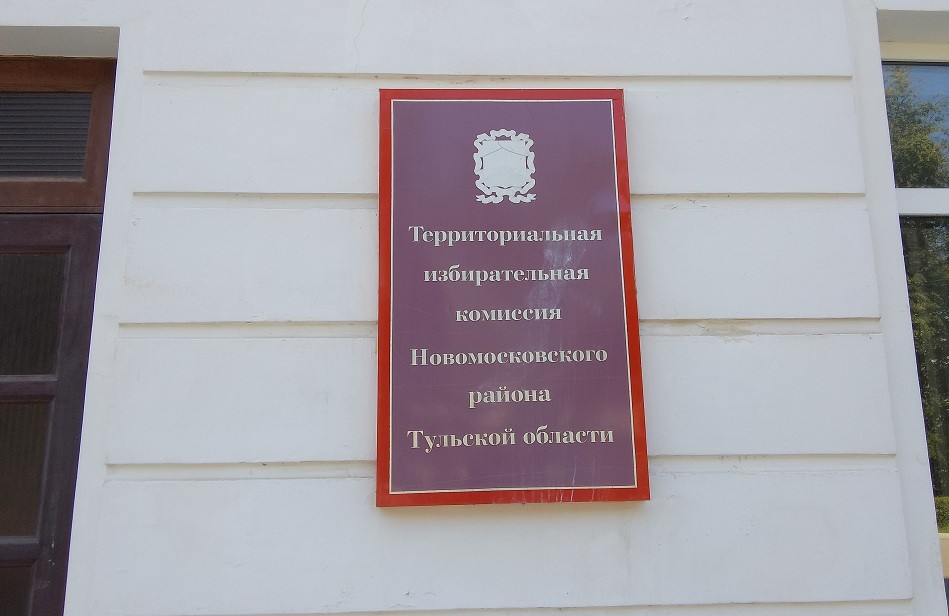 Территориальная
избирательная
комиссия
Новомосковского
района
Тульской области